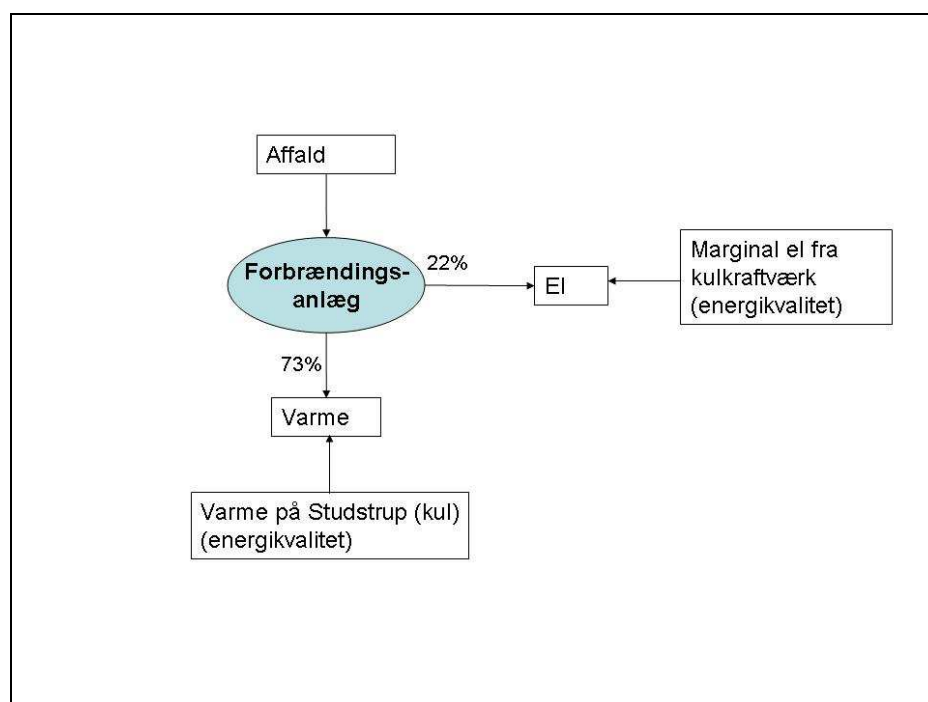 Affald
Forbrændings-
anlæg
22%
El
Marginal el fra
kulkraftværk
(energikvalitet)
73%
Varme
Varme på Studstrup (kul)
(energikvalitet)